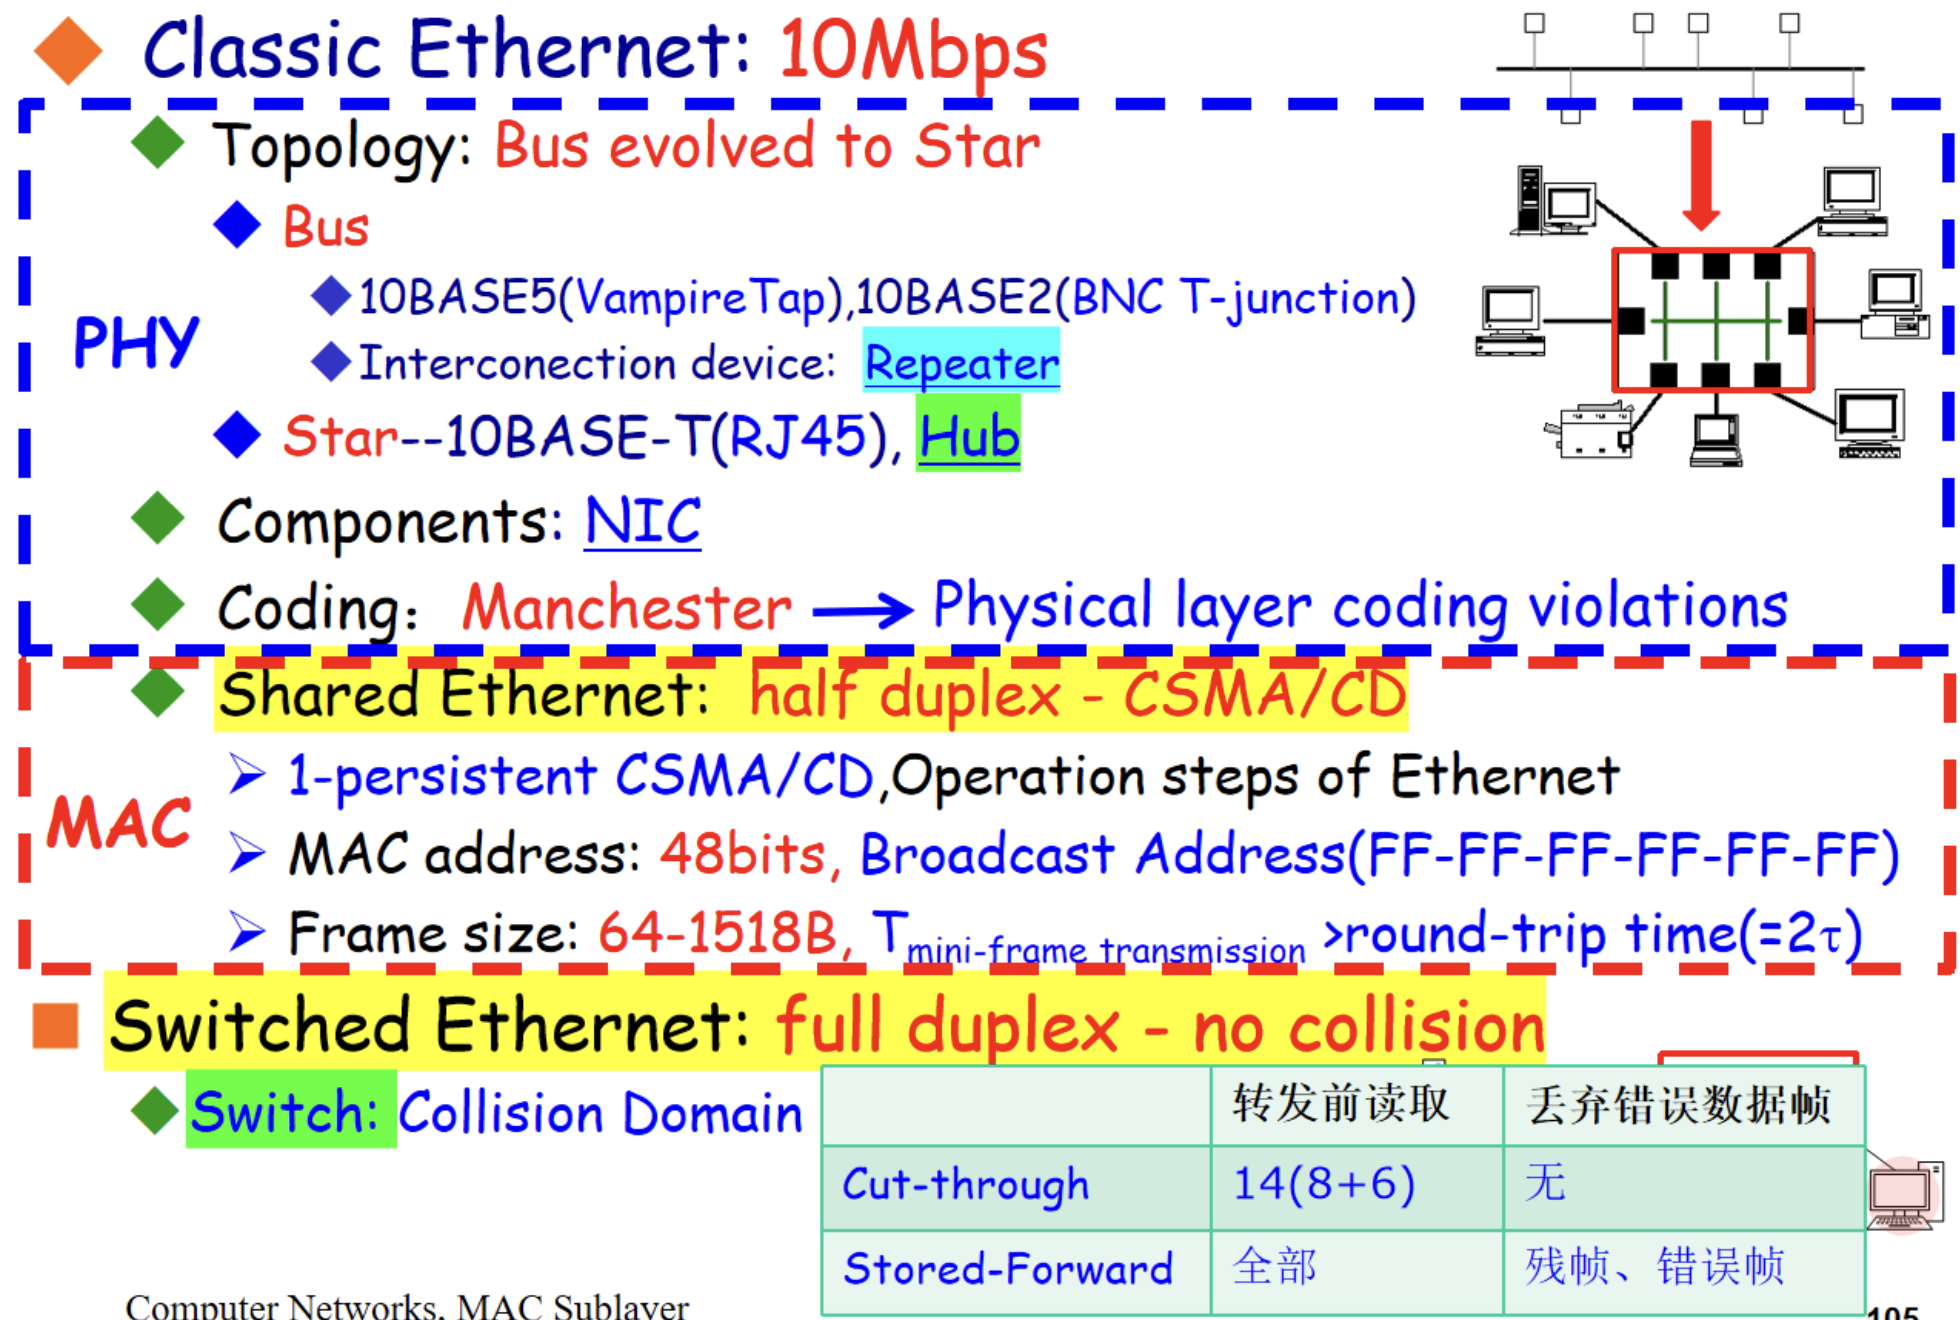 Classic Ethernet: 10Mbps
Topology: Bus evolved to Star
Bus
10BASE5(VampireTap),10BASE2(BNC T-junction)
PHY
Interconection device: Repeater
Star--10BASE-T(RJ45), Hub
Components: NIC
Coding: Manchester → Physical layer coding violations
Shared Ethernet: half duplex - CSMA/CD
1-persistent CSMA/CD,Operation steps of Ethernet
MAC
MAC address: 48bits, Broadcast Address(FF-FF-FF-FF-FF-FF)
Frame size: 64-1518B, Tmini-frame transmission >round-trip time(=2τ)
Switched Ethernet: full duplex - no collision
Switch: Collision Domain
转发前读取 丢弃错误数据帧
Cut-through 14(8+6) 无
Stored-Forward 全部 残帧、错误帧
Computer Networks, MAC Sublayer
105